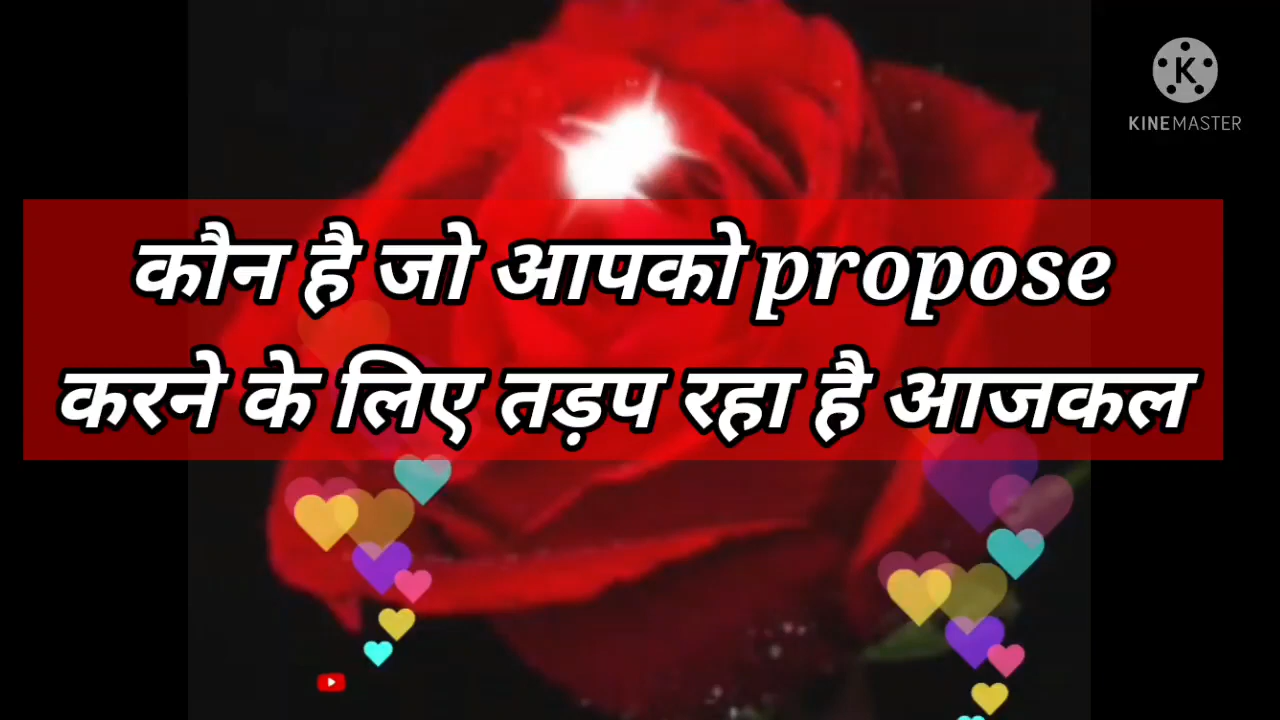 KINEMASTER
कौन है जो आपको propose
करने के लिए तड़प रहा है आजकल